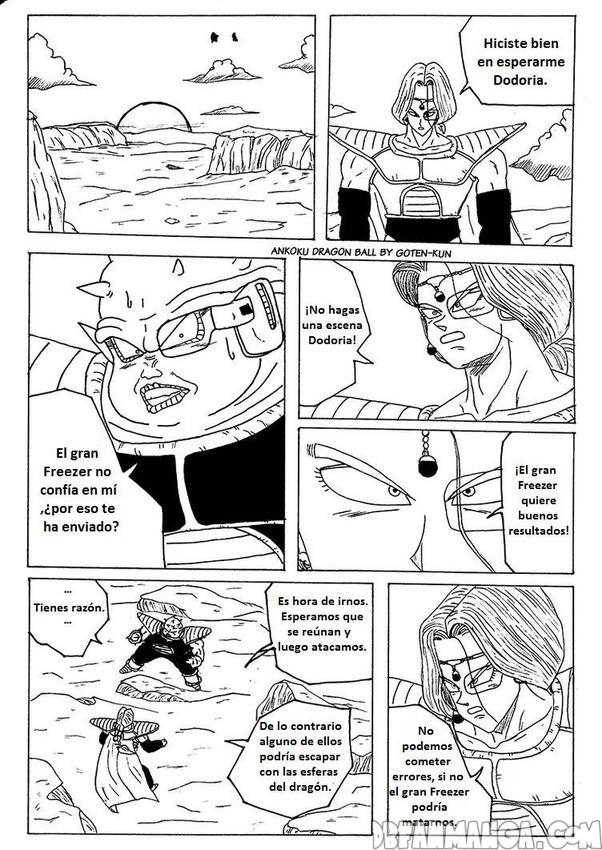 Hiciste bien
en esperarme
Dodoria.
ANKOKU DRAGON BALL BY GOTEN-KUN
¡No hagas
una escena
Dodoria!
El gran
Freezer no
confía en mí
,¿por eso te
ha enviado?
¡El gran
Freezer
quiere
buenos
resultados!
...
Tienes razón.
...
Es hora de irnos.
Esperamos que
se reúnan y
luego atacamos.
De lo contrario
alguno de ellos
podría escapar
con las esferas
del dragón.
No
podemos
cometer
errores, si no
el gran Freezer
podría
matarnos.
DBFANMANGA.COM